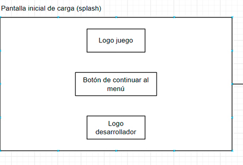 Pantalla inicial de carga (splash)
Logo juego
Botón de continuar al
menú
Logo
desarrollador